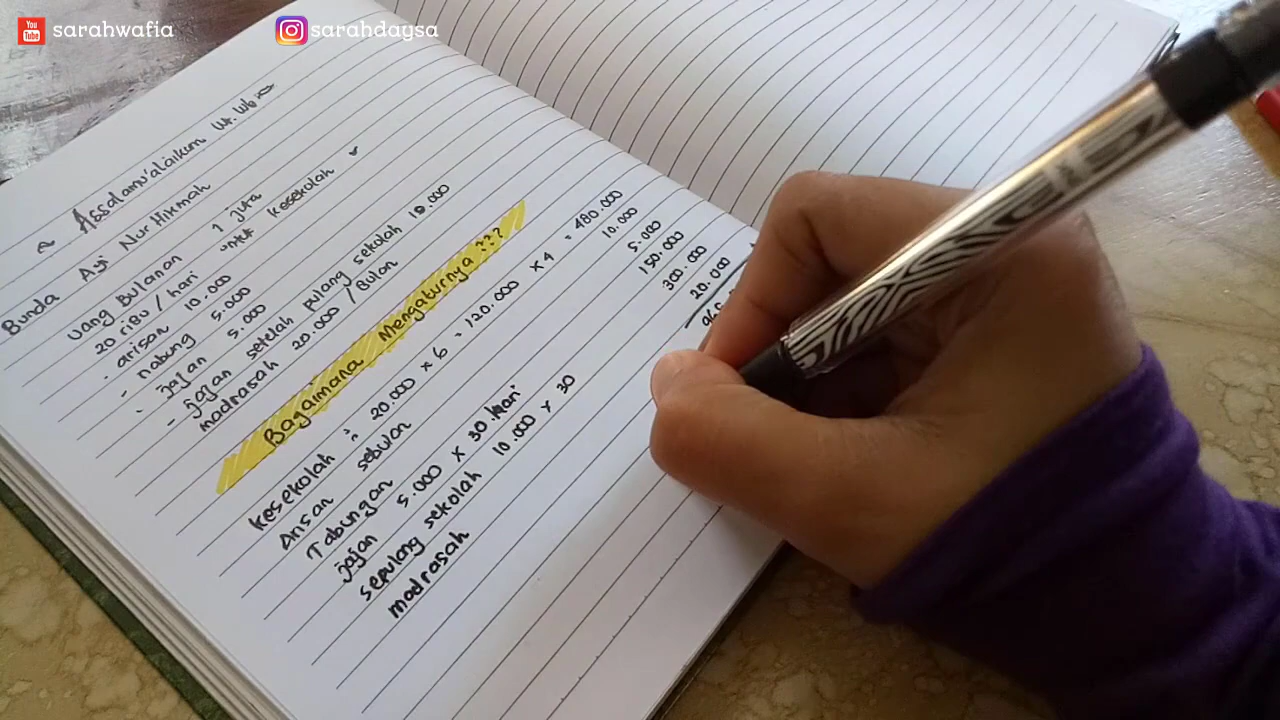 You Tube sarahwafia
sarahdaysa
~ Assalamu'alaikum Wr. Wb
Bunda Ayi Nur Hikmah
Uang Bulanan 1 juta
20 ribu / hari untuk kesekolah
- arisan 10.000
- nabung 5.000
- jajan 5.000
- jajan setelah pulang sekolah 10.000
madrasah 20.000 / Bulan
Bagaimana Mengaturnya ???
kesekolah : 20.000 x 6 = 120.000 x 4 = 480.000
Arisan sebulan 10.000
Tabungan 5.000
jajan 5.000 x 30 hari 150.000
sepulang sekolah 10.000 x 30 300.000
madrasah 20.000